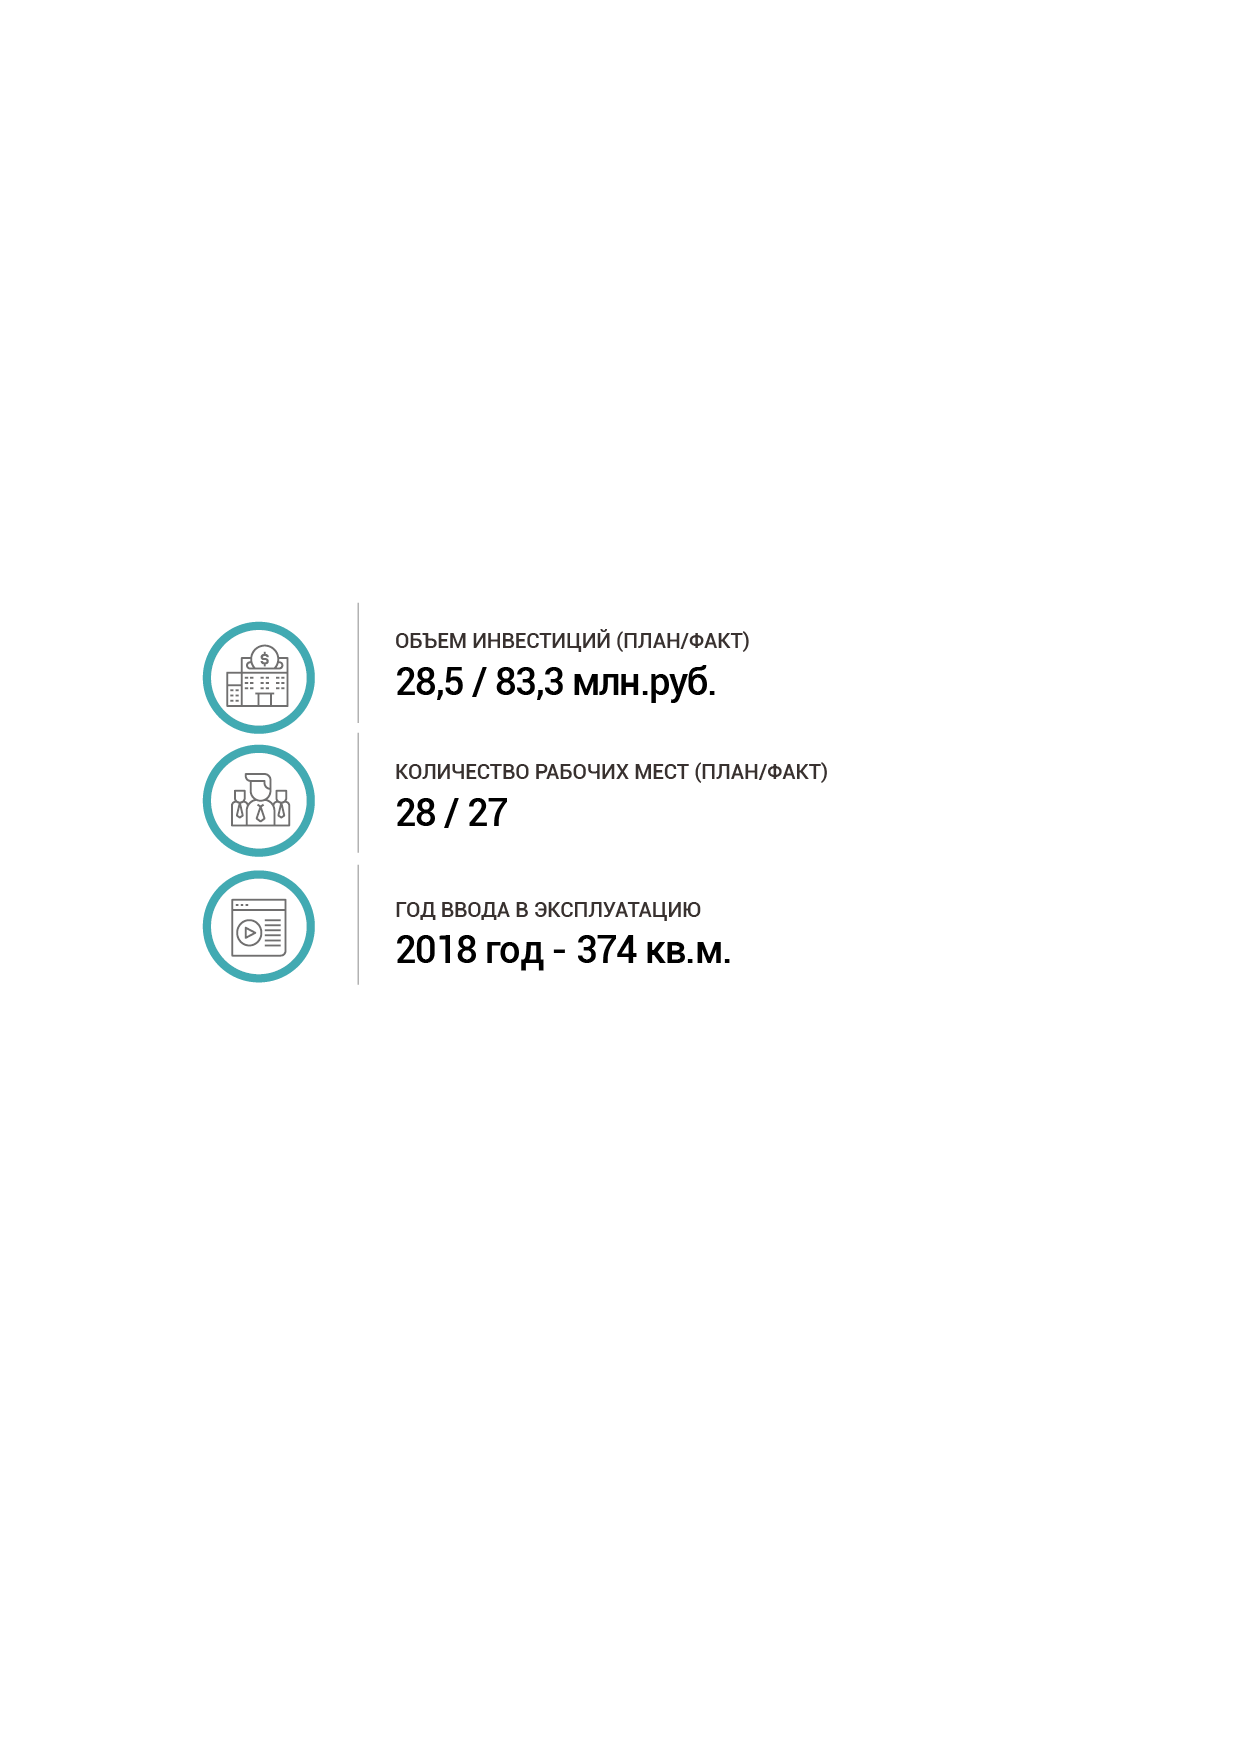 ОБЪЕМ ИНВЕСТИЦИЙ (ПЛАН/ФАКТ)
28,5 / 83,3 млн.руб.
КОЛИЧЕСТВО РАБОЧИХ МЕСТ (ПЛАН/ФАКТ)
28 / 27
ГОД ВВОДА В ЭКСПЛУАТАЦИЮ
2018 год - 374 кв.м.